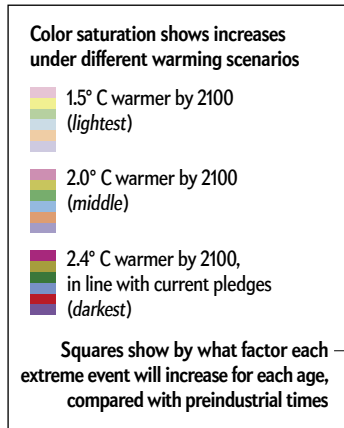 Color saturation shows increases
under different warming scenarios
1.5° C warmer by 2100
(lightest)
2.0° C warmer by 2100
(middle)
2.4° C warmer by 2100,
in line with current pledges
(darkest)
Squares show by what factor each
extreme event will increase for each age,
compared with preindustrial times